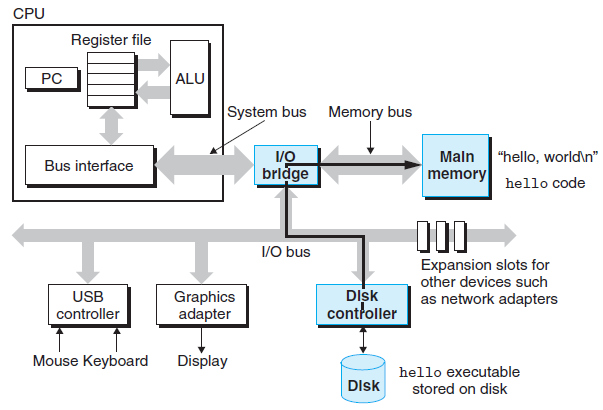 CPU
Register file
PC
ALU
System bus
Memory bus
Bus interface
I/O
bridge
Main
memory
"hello, world\n"
hello code
I/O bus
Expansion slots for
other devices such
as network adapters
USB
controller
Graphics
adapter
Disk
controller
Mouse Keyboard
Display
Disk
hello executable
stored on disk